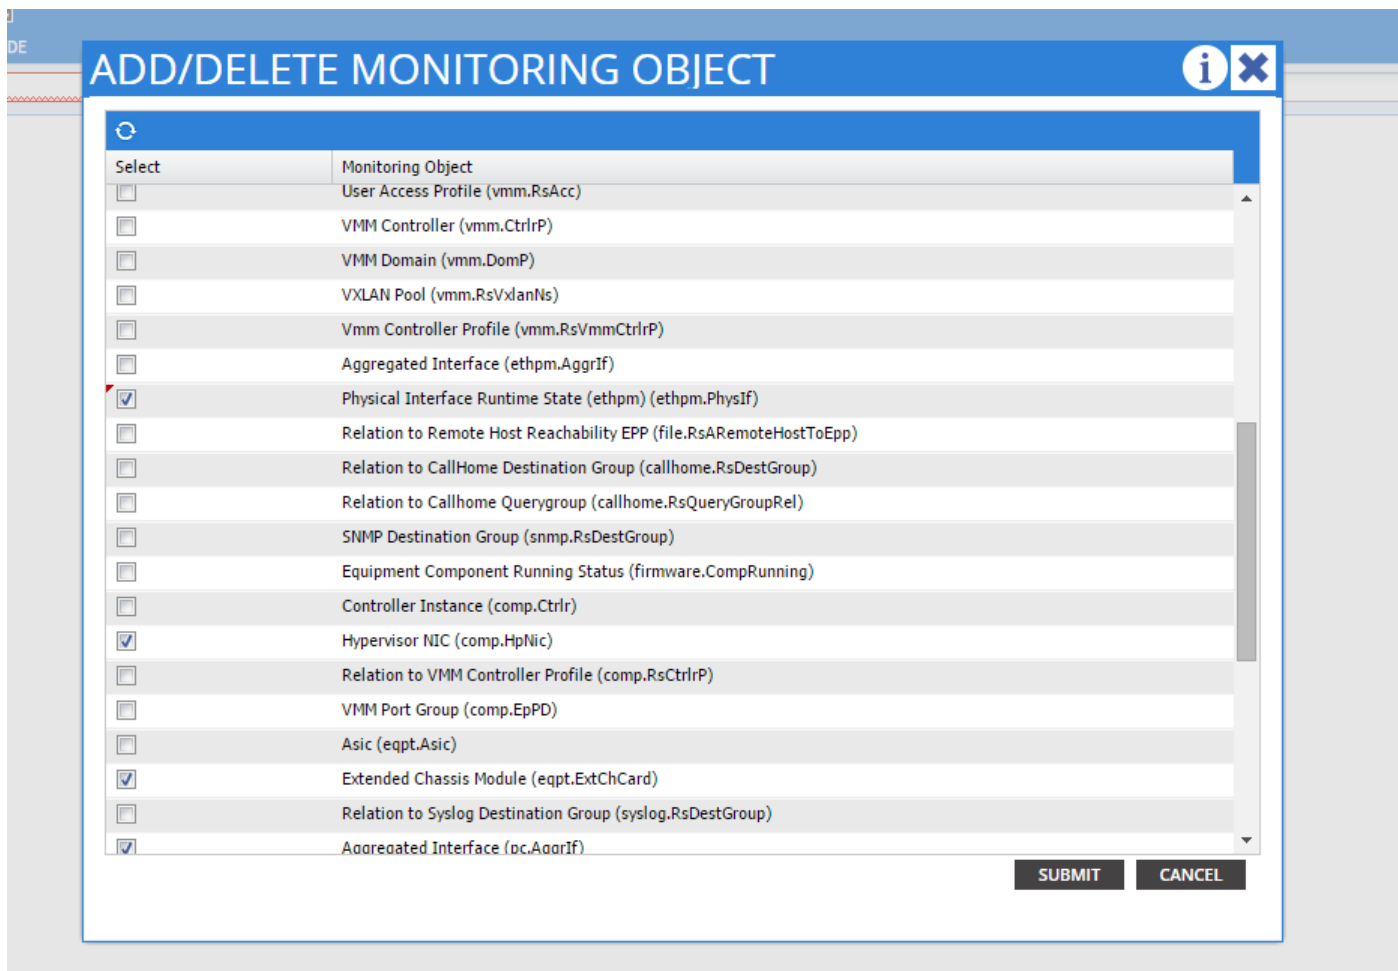 DE
ADD/DELETE MONITORING OBJECT
Select Monitoring Object
User Access Profile (vmm.RsAcc)
VMM Controller (vmm.CtrlrP)
VMM Domain (vmm.DomP)
VXLAN Pool (vmm.RsVxlanNs)
Vmm Controller Profile (vmm.RsVmmCtrlrP)
Aggregated Interface (ethpm.AggrIf)
Physical Interface Runtime State (ethpm) (ethpm.PhysIf)
Relation to Remote Host Reachability EPP (file.RsARemoteHostToEpp)
Relation to CallHome Destination Group (callhome.RsDestGroup)
Relation to Callhome Querygroup (callhome.RsQueryGroupRel)
SNMP Destination Group (snmp.RsDestGroup)
Equipment Component Running Status (firmware.CompRunning)
Controller Instance (comp.Ctrlr)
Hypervisor NIC (comp.HpNic)
Relation to VMM Controller Profile (comp.RsCtrlrP)
VMM Port Group (comp.EpPD)
Asic (eqpt.Asic)
Extended Chassis Module (eqpt.ExtChCard)
Relation to Syslog Destination Group (syslog.RsDestGroup)
Aggregated Interface (pc.AggrIf)
SUBMIT CANCEL